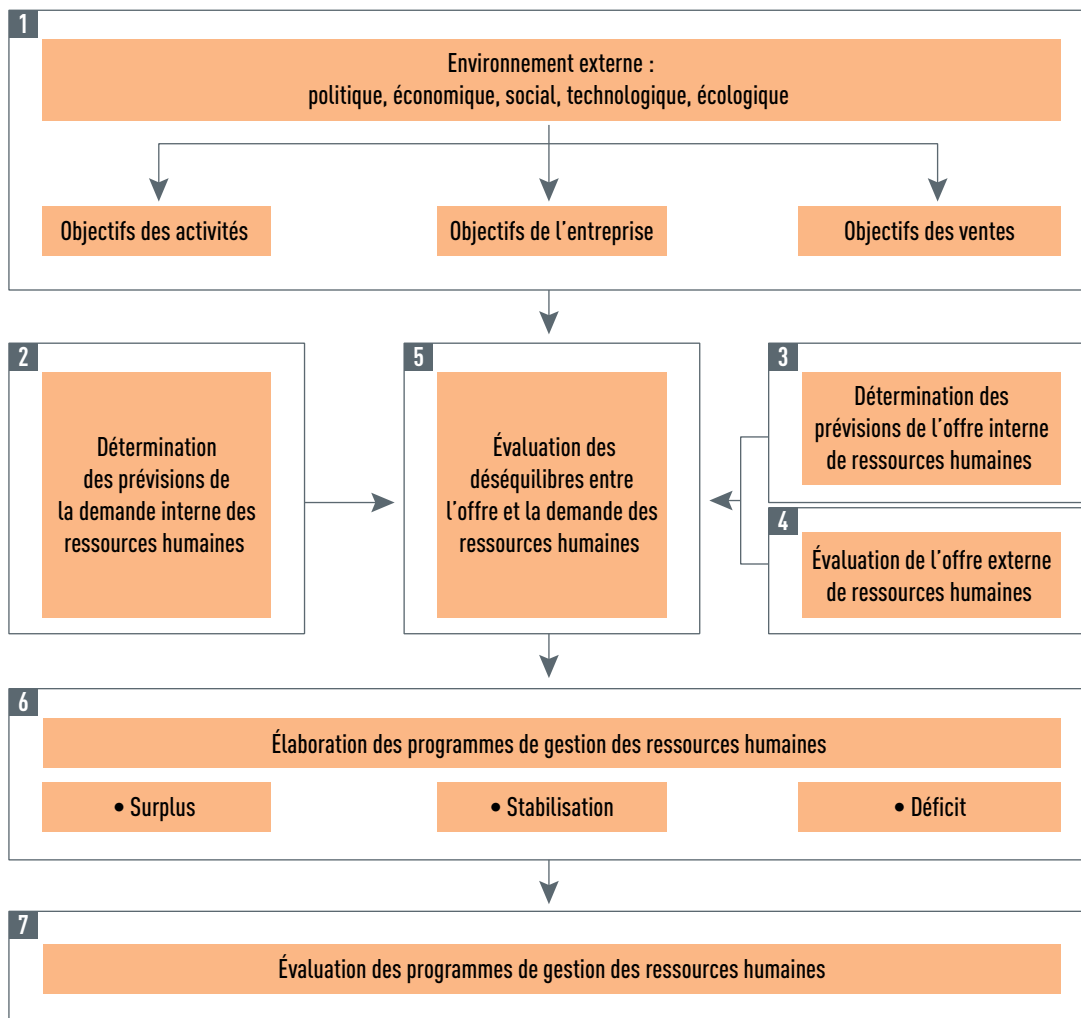 1
Environnement externe :
politique, économique, social, technologique, écologique
Objectifs des activités
Objectifs de l'entreprise
Objectifs des ventes
2
Détermination
des prévisions de
la demande interne des
ressources humaines
5
Évaluation des
déséquilibres entre
l'offre et la demande des
ressources humaines
3
Détermination des
prévisions de l'offre interne
de ressources humaines
4
Évaluation de l'offre externe
de ressources humaines
6
Élaboration des programmes de gestion des ressources humaines
• Surplus
• Stabilisation
• Déficit
7
Évaluation des programmes de gestion des ressources humaines